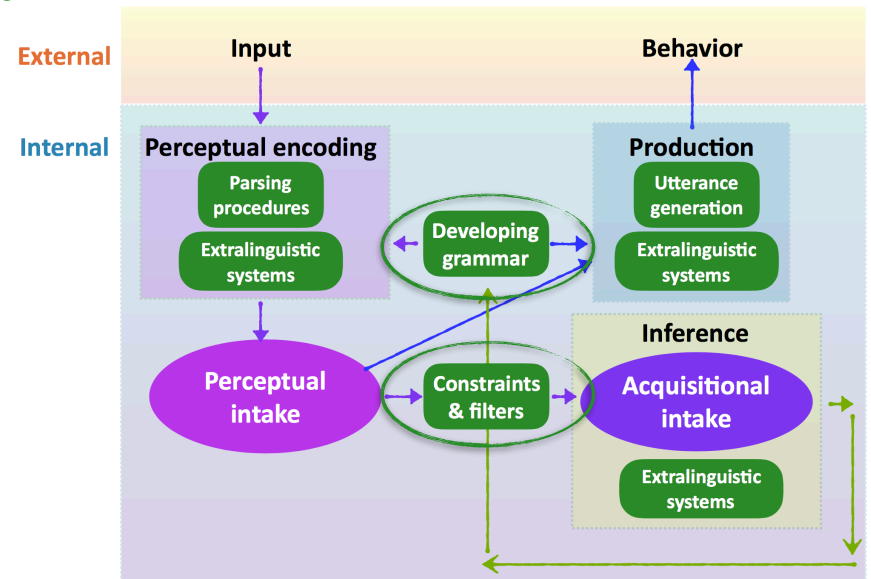 External
Input
Behavior
Internal
Perceptual encoding
Parsing
procedures
Extralinguistic
systems
Developing
grammar
Production
Utterance
generation
Extralinguistic
systems
Perceptual
intake
Constraints
& filters
Inference
Acquisitional
intake
Extralinguistic
systems